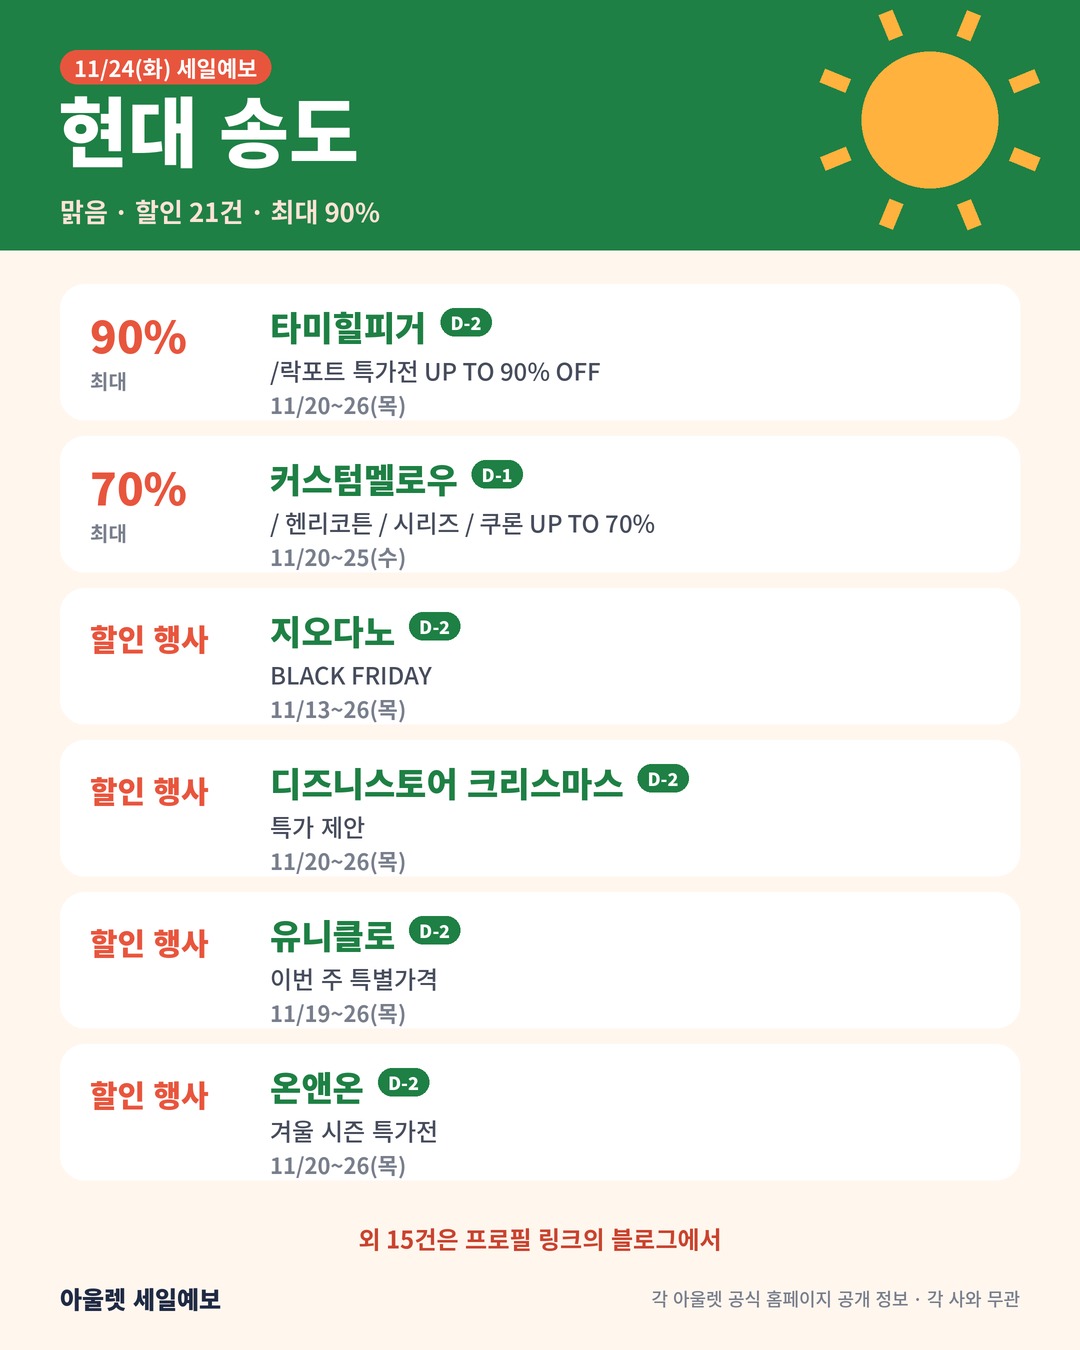 11/24(화) 세일예보
현대 송도
맑음 · 할인 21건 · 최대 90%
90%
최대
타미힐피거 D-2
/락포트 특가전 UP TO 90% OFF
11/20~26(목)
70%
최대
커스텀멜로우 D-1
/ 헨리코튼 / 시리즈 / 쿠론 UP TO 70%
11/20~25(수)
할인 행사
지오다노 D-2
BLACK FRIDAY
11/13~26(목)
할인 행사
디즈니스토어 크리스마스 D-2
특가 제안
11/20~26(목)
할인 행사
유니클로 D-2
이번 주 특별가격
11/19~26(목)
할인 행사
온앤온 D-2
겨울 시즌 특가전
11/20~26(목)
외 15건은 프로필 링크의 블로그에서
아울렛 세일예보
각 아울렛 공식 홈페이지 공개 정보 · 각 사와 무관